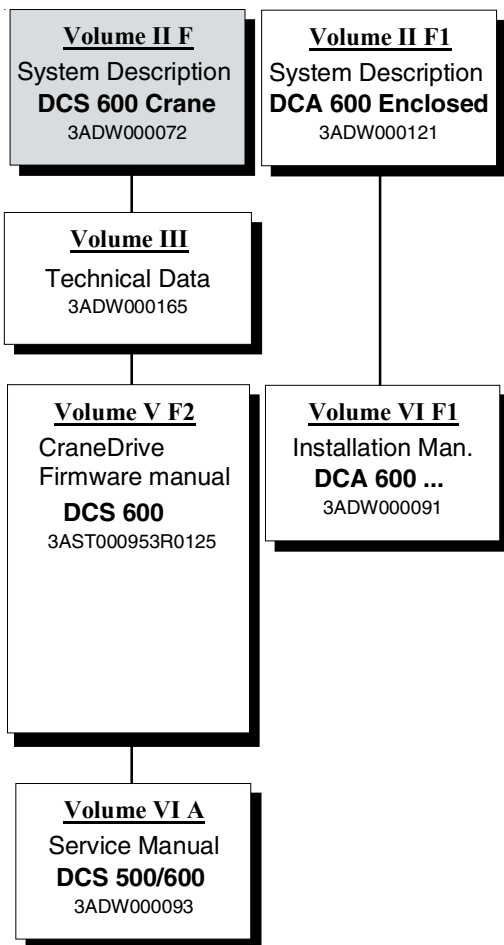 Volume II F
System Description
DCS 600 Crane
3ADW000072
Volume II F1
System Description
DCA 600 Enclosed
3ADW000121
Volume III
Technical Data
3ADW000165
Volume V F2
CraneDrive
Firmware manual
DCS 600
3AST000953R0125
Volume VI F1
Installation Man.
DCA 600 ...
3ADW000091
Volume VI A
Service Manual
DCS 500/600
3ADW000093